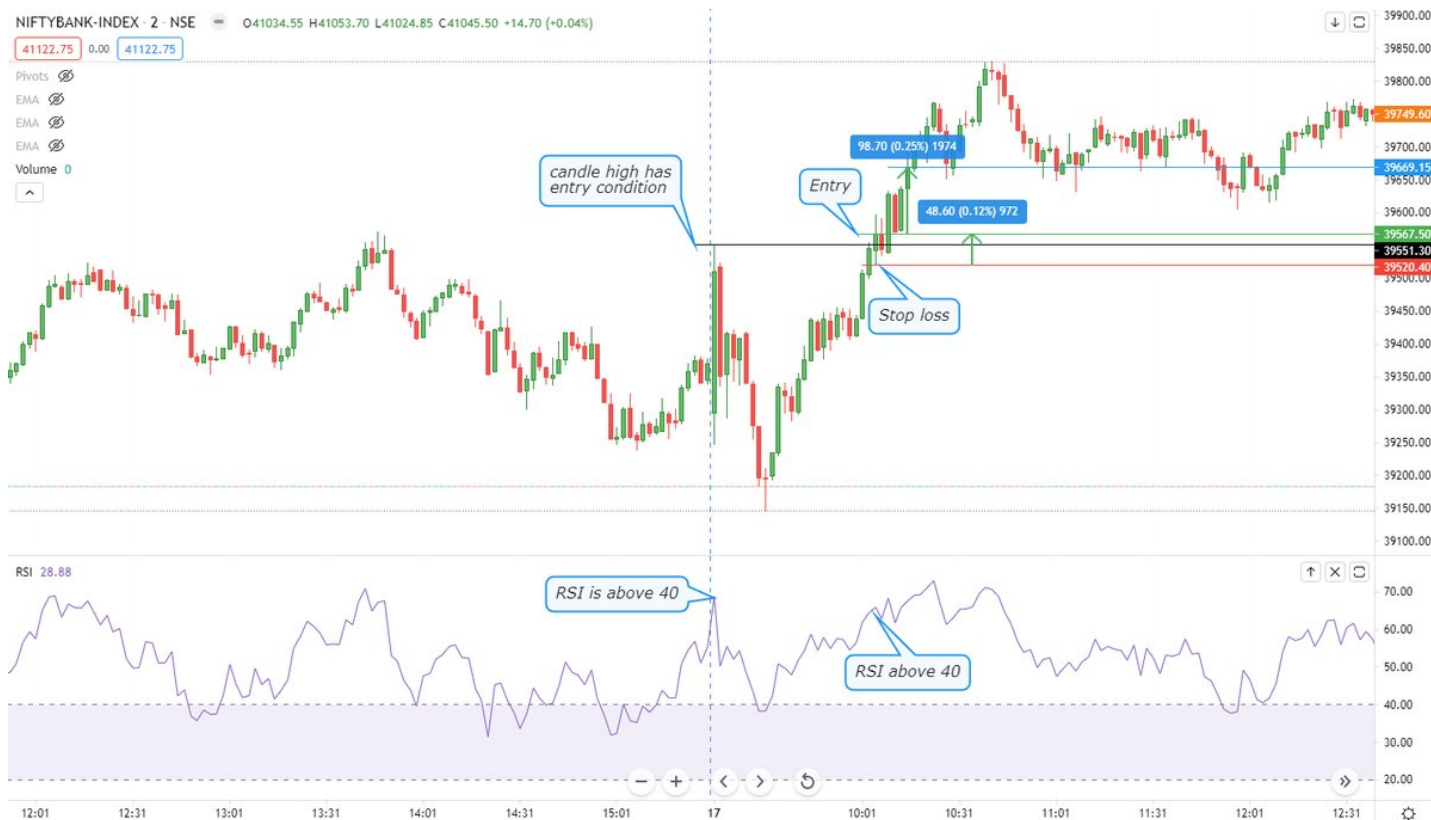 NIFTYBANK-INDEX · 2 · NSE O41034.55 H41053.70 L41024.85 C41045.50 +14.70 (+0.04%)
41122.75 0.00 41122.75
Pivots
EMA
EMA
EMA
Volume 0
candle high has
entry condition
98.70 (0.25%) 1974
Entry
48.60 (0.12%) 972
Stop loss
39900.00
39850.00
39800.00
39749.60
39700.00
39669.15
39650.00
39600.00
39567.50
39551.30
39520.40
39500.00
39450.00
39400.00
39350.00
39300.00
39250.00
39200.00
39150.00
39100.00
RSI 28.88
RSI is above 40
RSI above 40
70.00
60.00
50.00
40.00
30.00
20.00
12:01 12:31 13:01 13:31 14:01 14:31 15:01 17 10:01 10:31 11:01 11:31 12:01 12:31